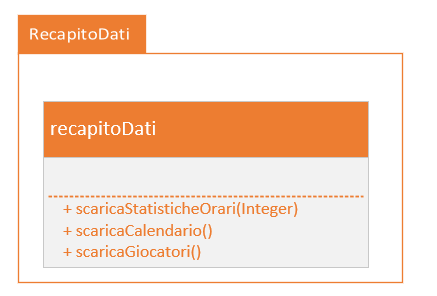 RecapitoDati
recapitoDati
+ scaricaStatisticheOrari(Integer)
+ scaricaCalendario()
+ scaricaGiocatori()